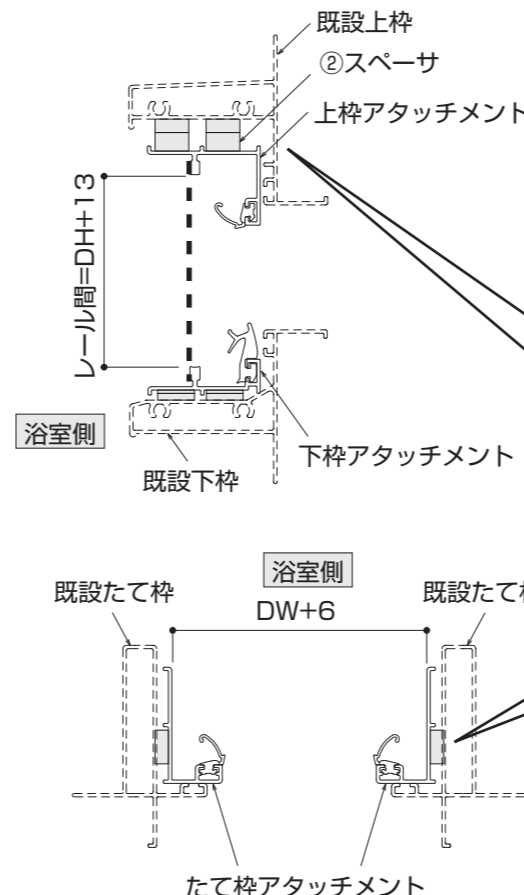 既設上枠
②スペーサ
上枠アタッチメント
レール間=DH+13
浴室側
下枠アタッチメント
既設下枠
浴室側
既設たて枠
DW+6
既設たて枠
たて枠アタッチメント